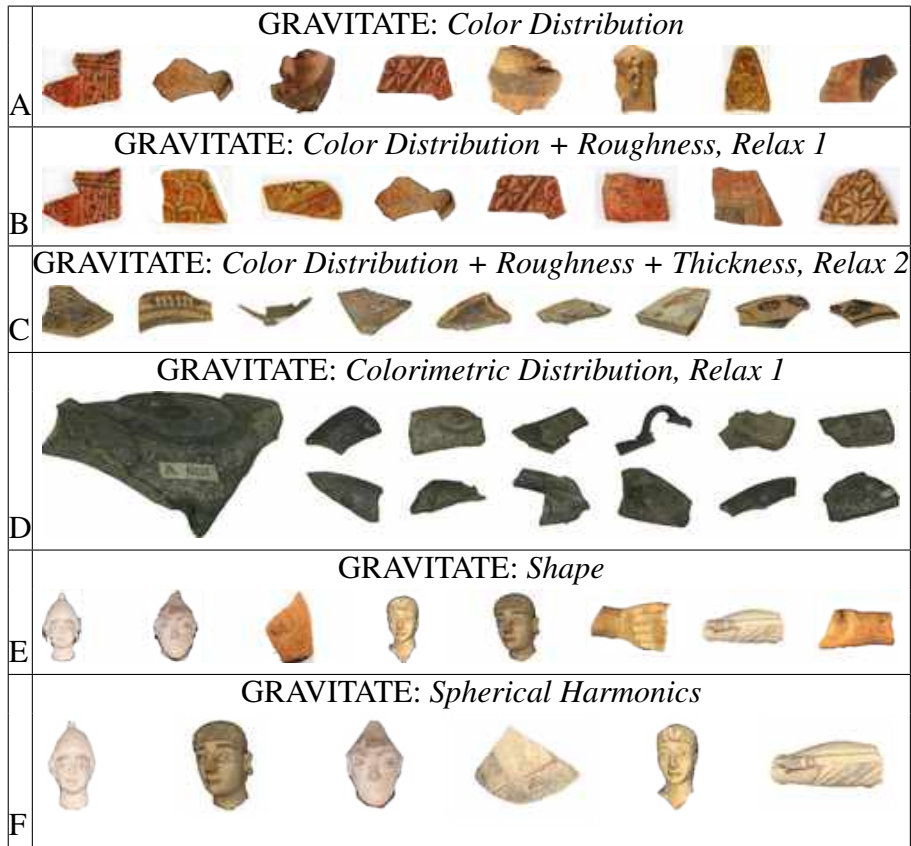 GRAVITATE: Color Distribution
A
GRAVITATE: Color Distribution + Roughness, Relax 1
B
GRAVITATE: Color Distribution + Roughness + Thickness, Relax 2
C
GRAVITATE: Colorimetric Distribution, Relax 1
D
GRAVITATE: Shape
E
GRAVITATE: Spherical Harmonics
F